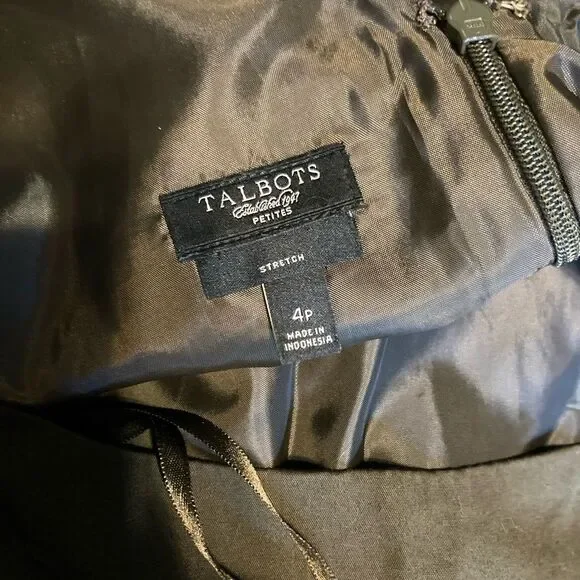 TALBOTS
Established 1947
PETITES
STRETCH
4P
MADE IN
INDONESIA